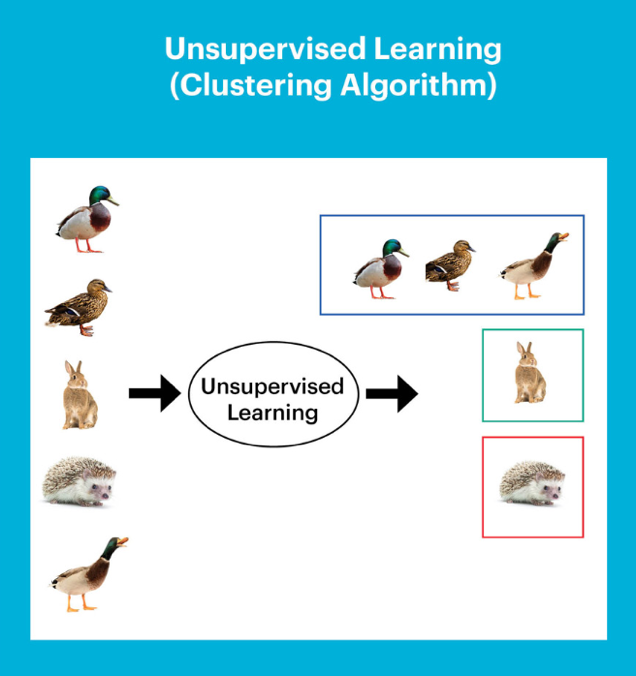 Unsupervised Learning
(Clustering Algorithm)
Unsupervised
Learning